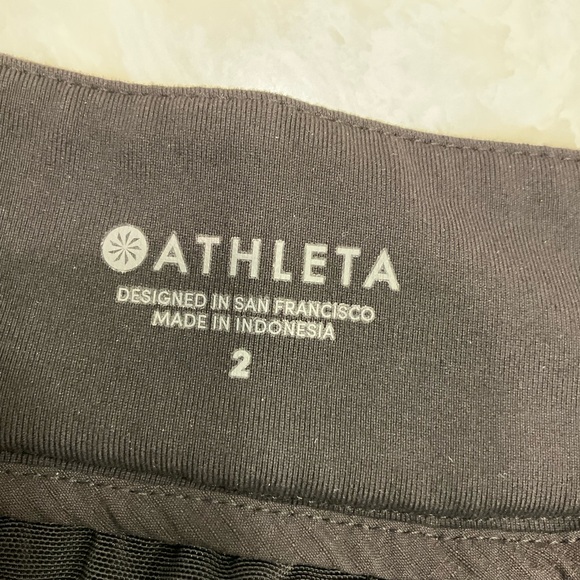 ATHLETA
DESIGNED IN SAN FRANCISCO
MADE IN INDONESIA
2